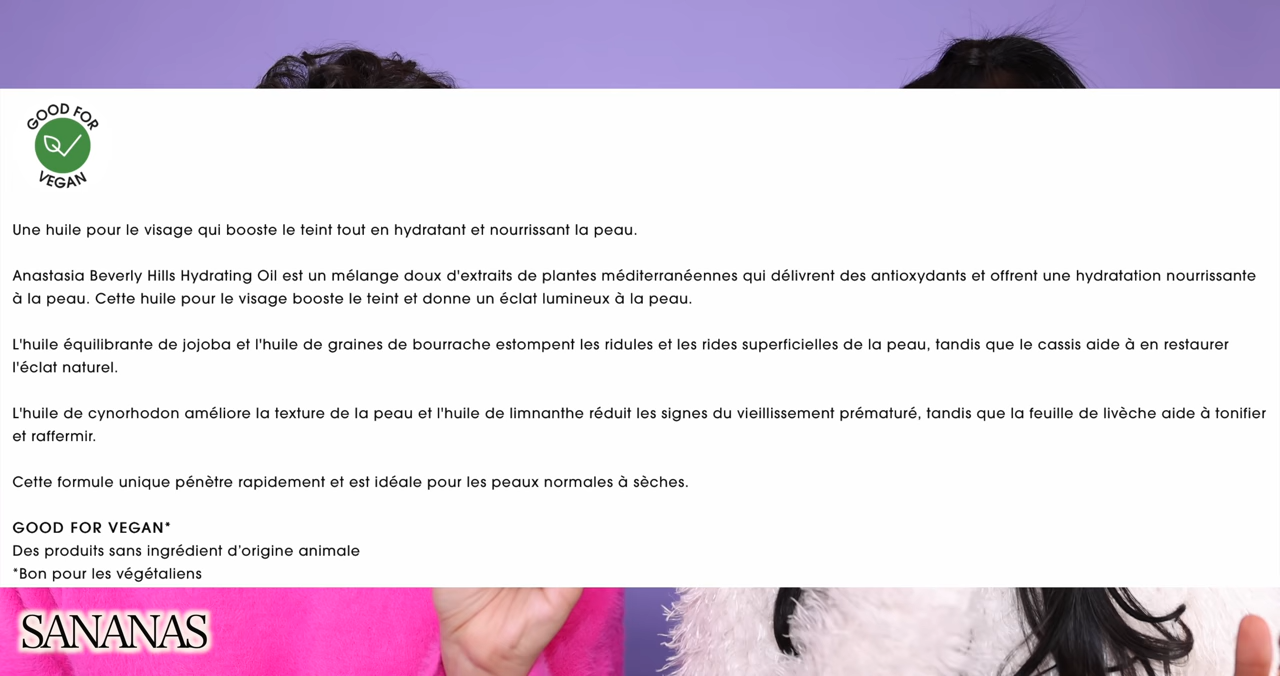 GOOD FOR
VEGAN
Une huile pour le visage qui booste le teint tout en hydratant et nourrissant la peau.
Anastasia Beverly Hills Hydrating Oil est un mélange doux d'extraits de plantes méditerranéennes qui délivrent des antioxydants et offrent une hydratation nourrissante
à la peau. Cette huile pour le visage booste le teint et donne un éclat lumineux à la peau.
L'huile équilibrante de jojoba et l'huile de graines de bourrache estompent les ridules et les rides superficielles de la peau, tandis que le cassis aide à en restaurer
l'éclat naturel.
L'huile de cynorhodon améliore la texture de la peau et l'huile de limnanthe réduit les signes du vieillissement prématuré, tandis que la feuille de livèche aide à tonifier
et raffermir.
Cette formule unique pénètre rapidement et est idéale pour les peaux normales à sèches.
GOOD FOR VEGAN*
Des produits sans ingrédient d’origine animale
*Bon pour les végétaliens
SANANAS